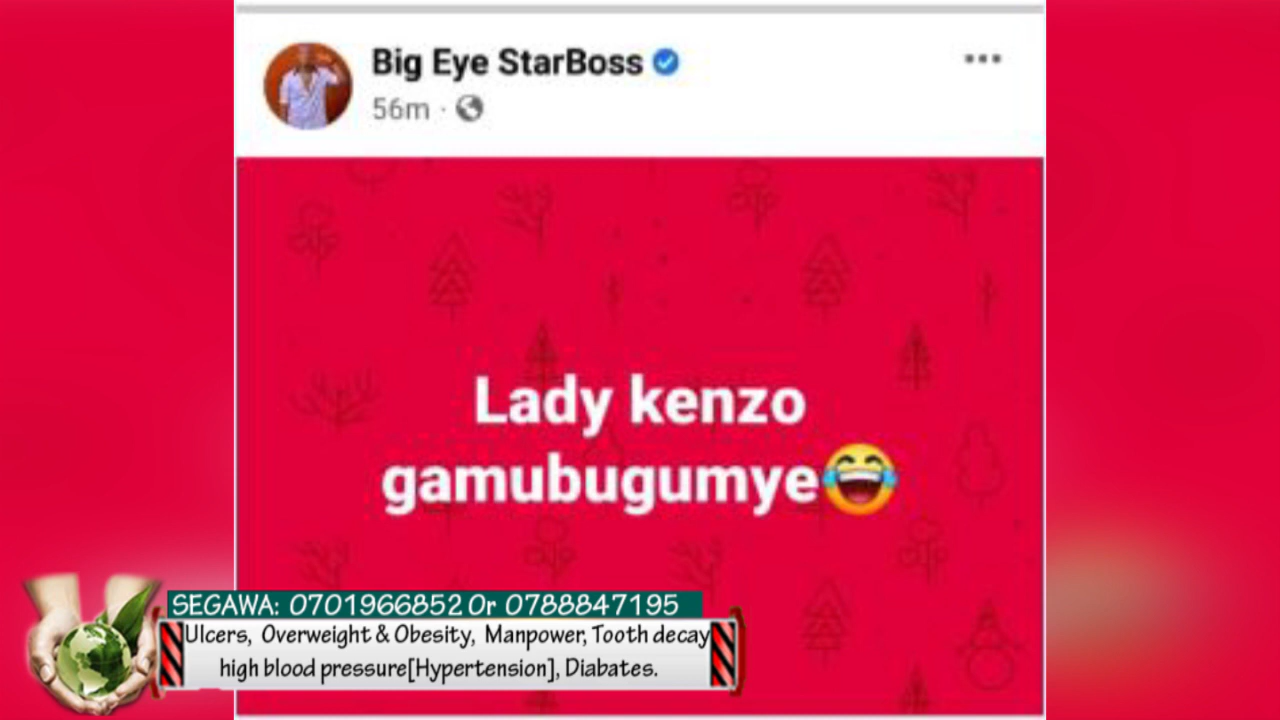 Big Eye StarBoss
56m ·
Lady kenzo
gamubugumye😂
SEGAWA: 0701966852 Or 0788847195
Ulcers, Overweight & Obesity, Manpower, Tooth decay
high blood pressure[Hypertension], Diabates.